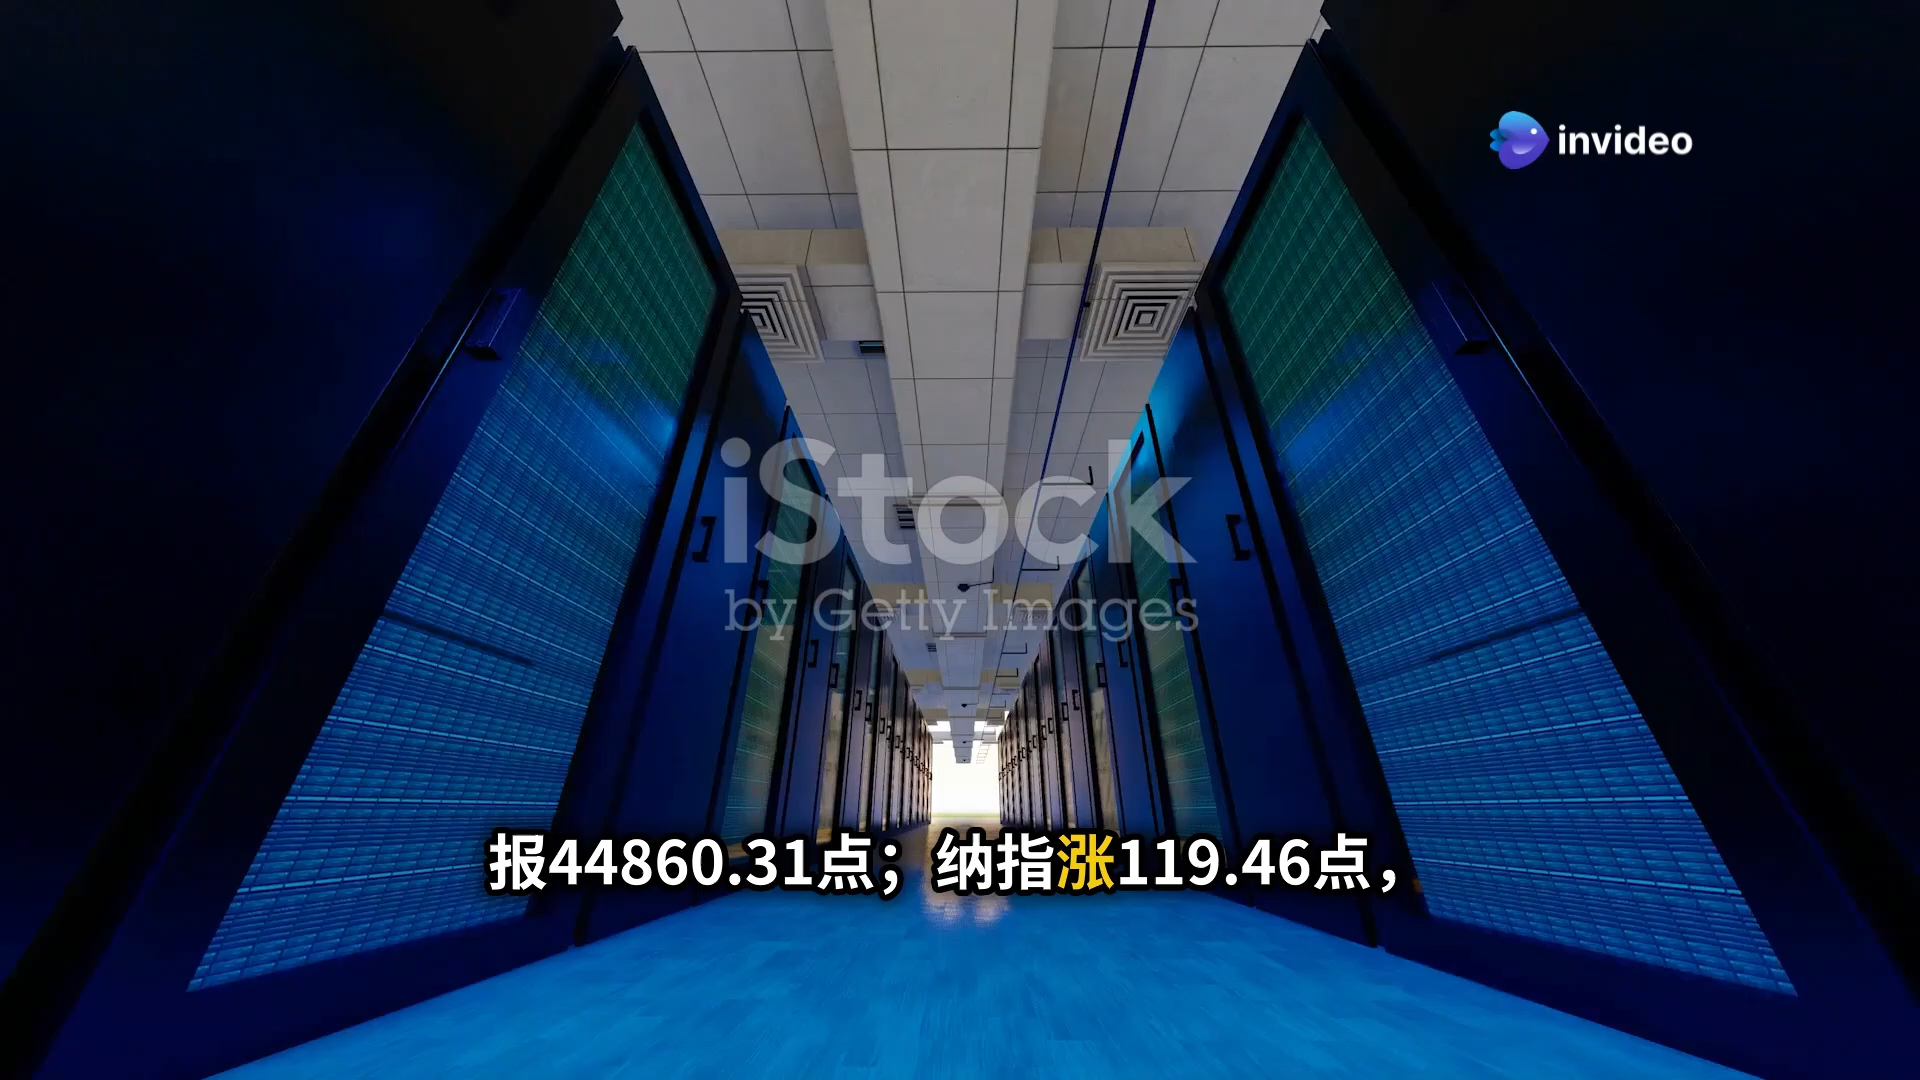 invideo
iStock
by Getty Images
报44860.31点；纳指涨119.46点，